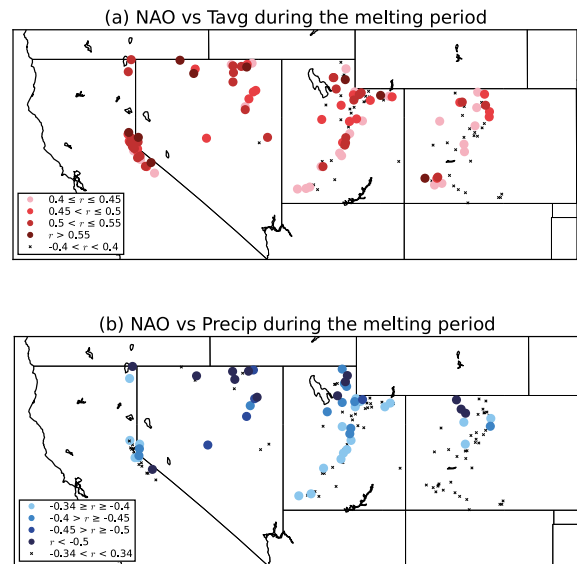 (a) NAO vs Tavg during the melting period
0.4 ≤ r ≤ 0.45
0.45 < r ≤ 0.5
0.5 < r ≤ 0.55
r > 0.55
-0.4 < r < 0.4
(b) NAO vs Precip during the melting period
-0.34 ≥ r ≥ -0.4
-0.4 > r ≥ -0.45
-0.45 > r ≥ -0.5
r < -0.5
-0.34 < r < 0.34